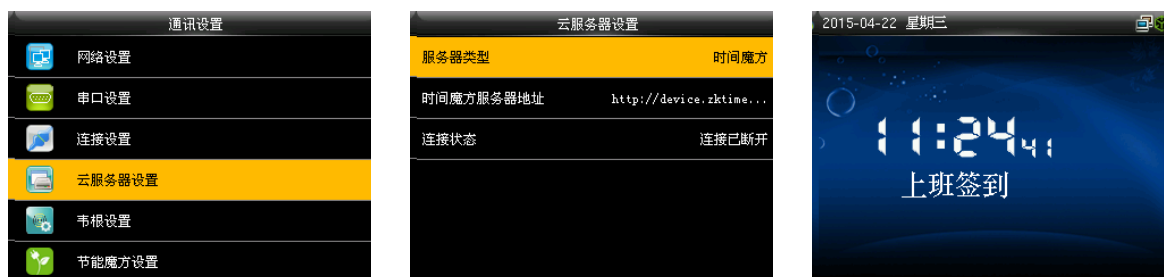 通讯设置
网络设置
串口设置
连接设置
云服务器设置
韦根设置
节能魔方设置
云服务器设置
服务器类型 时间魔方
时间魔方服务器地址 http://device.zktime...
连接状态 连接已断开
2015-04-22 星期三
11:24 41
上班签到